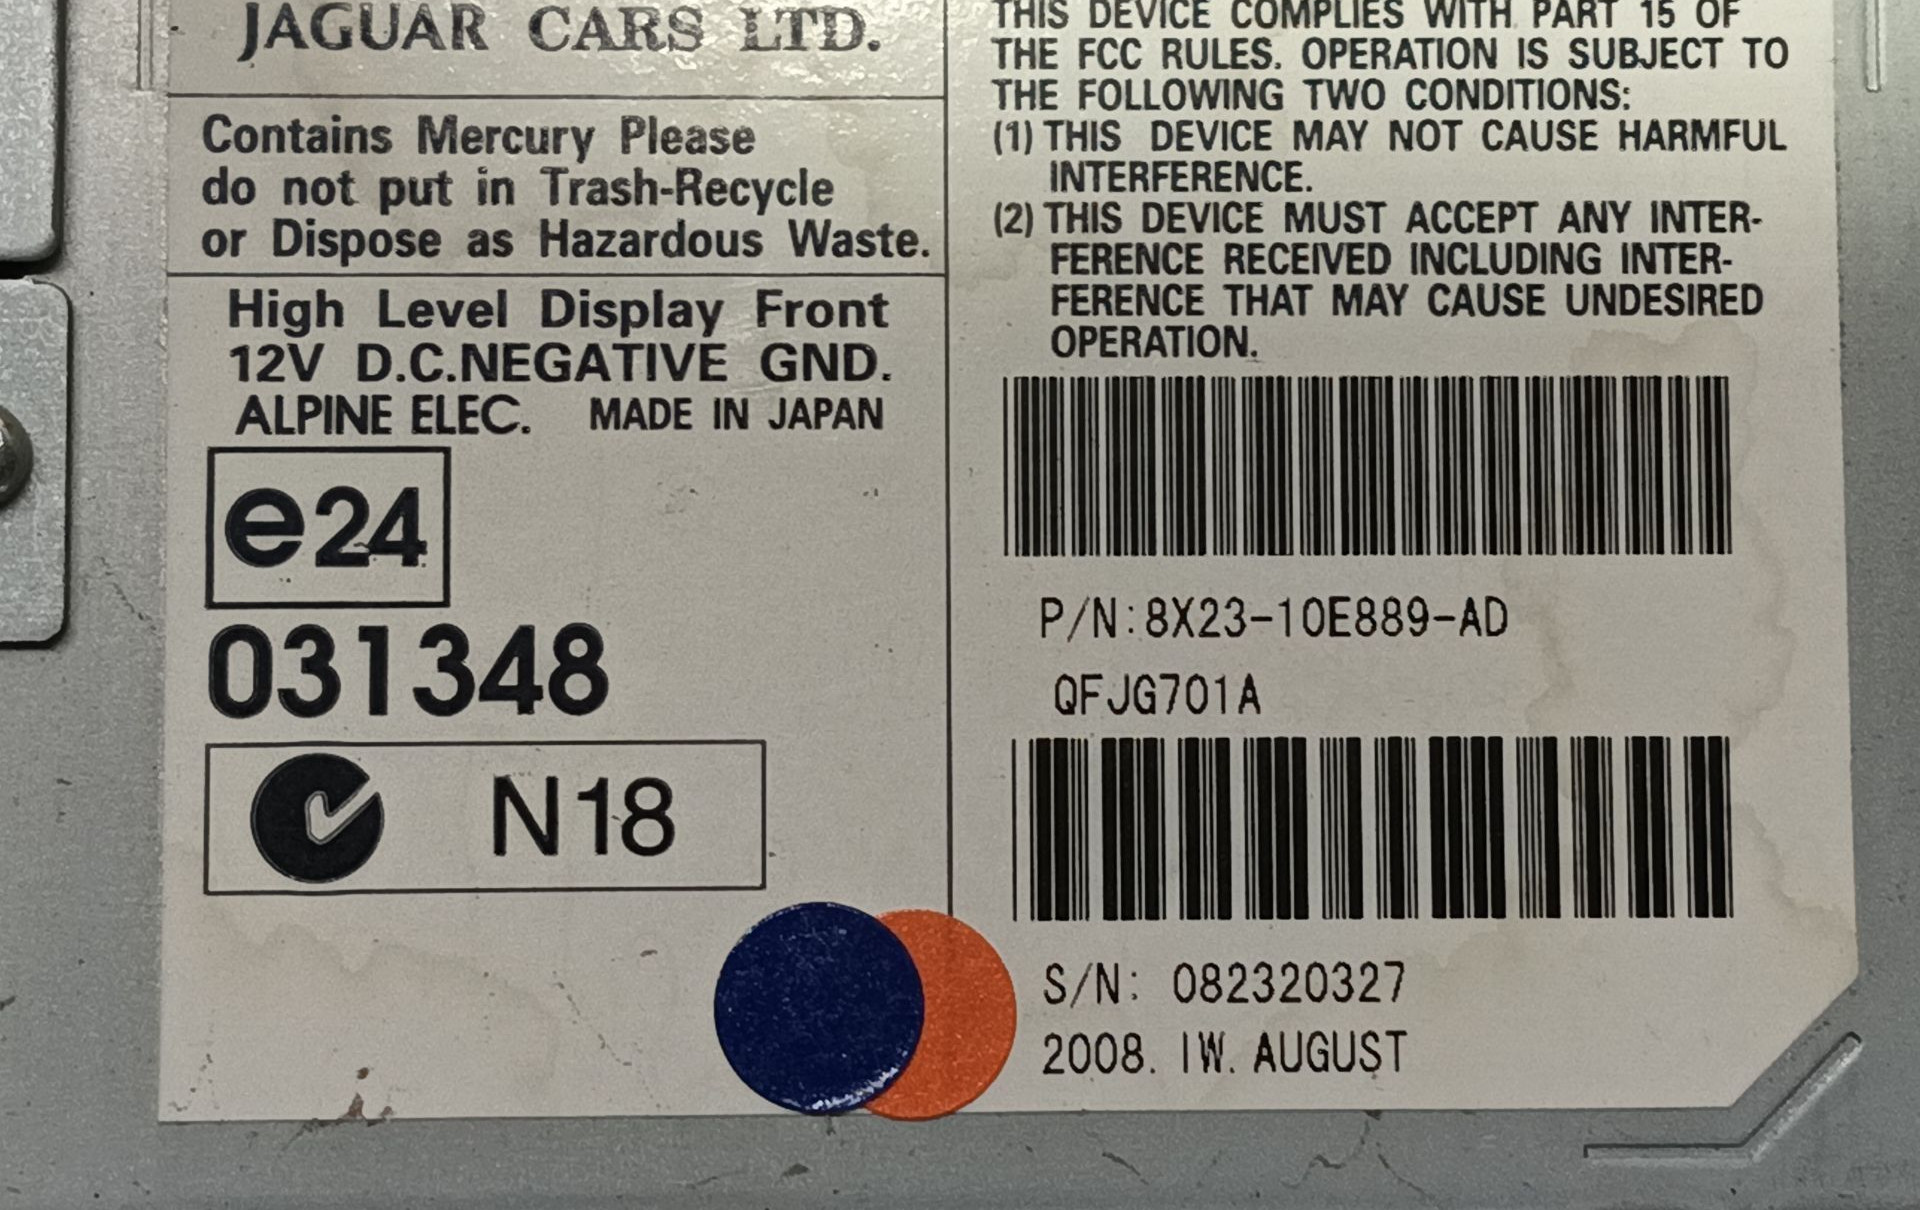 JAGUAR CARS LTD.
Contains Mercury Please
do not put in Trash-Recycle
or Dispose as Hazardous Waste.
High Level Display Front
12V D.C.NEGATIVE GND.
ALPINE ELEC. MADE IN JAPAN
e24
031348
N18
THIS DEVICE COMPLIES WITH PART 15 OF
THE FCC RULES. OPERATION IS SUBJECT TO
THE FOLLOWING TWO CONDITIONS:
(1) THIS DEVICE MAY NOT CAUSE HARMFUL
INTERFERENCE.
(2) THIS DEVICE MUST ACCEPT ANY INTER-
FERENCE RECEIVED INCLUDING INTER-
FERENCE THAT MAY CAUSE UNDESIRED
OPERATION.
P/N:8X23-10E889-AD
QFJG701A
S/N: 082320327
2008. IW. AUGUST